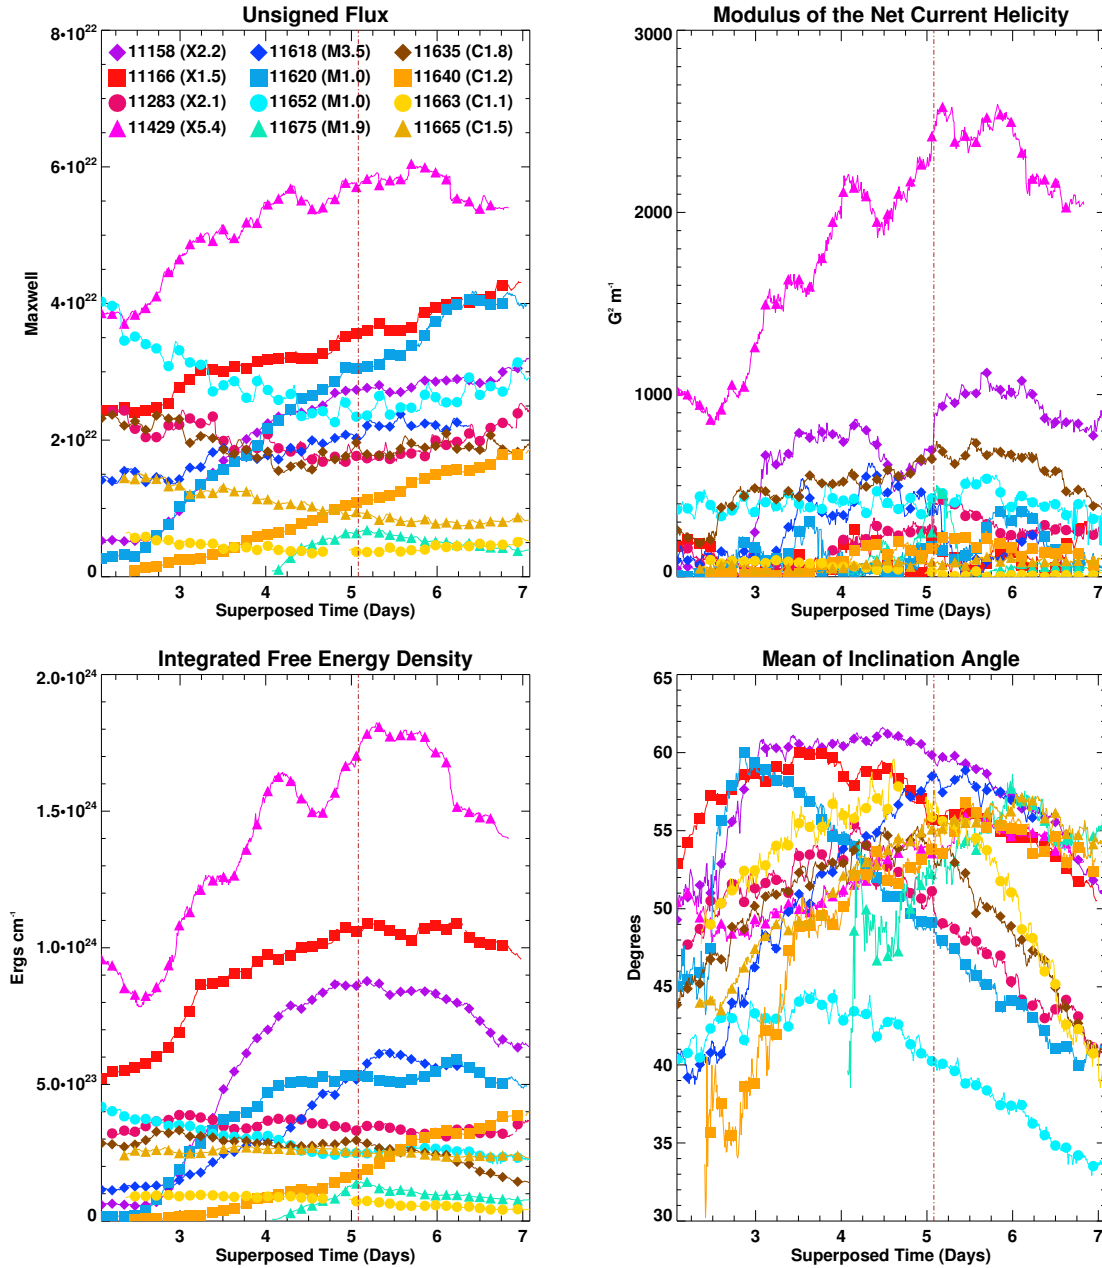 Unsigned Flux
8•10²²
6•10²²
4•10²²
2•10²²
0
Maxwell
11158 (X2.2) 11618 (M3.5) 11635 (C1.8)
11166 (X1.5) 11620 (M1.0) 11640 (C1.2)
11283 (X2.1) 11652 (M1.0) 11663 (C1.1)
11429 (X5.4) 11675 (M1.9) 11665 (C1.5)
3 4 5 6 7
Superposed Time (Days)
Modulus of the Net Current Helicity
3000
2000
1000
0
G² m⁻¹
3 4 5 6 7
Superposed Time (Days)
Integrated Free Energy Density
2.0•10²⁴
1.5•10²⁴
1.0•10²⁴
5.0•10²³
0
Ergs cm⁻¹
3 4 5 6 7
Superposed Time (Days)
Mean of Inclination Angle
65
60
55
50
45
40
35
30
Degrees
3 4 5 6 7
Superposed Time (Days)